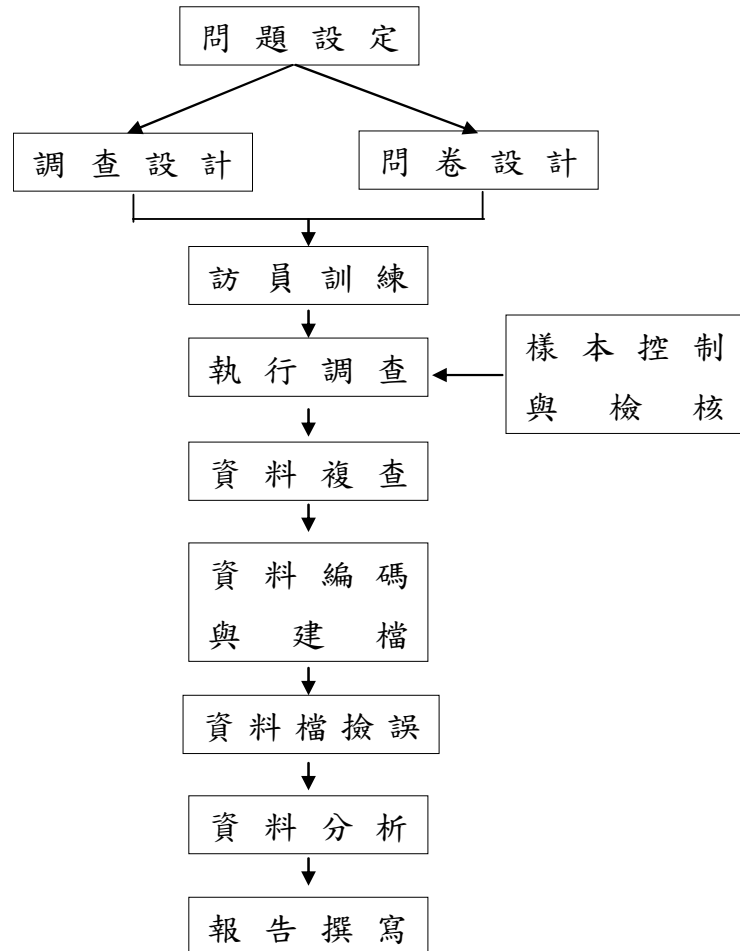 問題設定
調查設計
問卷設計
訪員訓練
執行調查
樣本控制
與檢核
資料複查
資料編碼
與建檔
資料檔撿誤
資料分析
報告撰寫